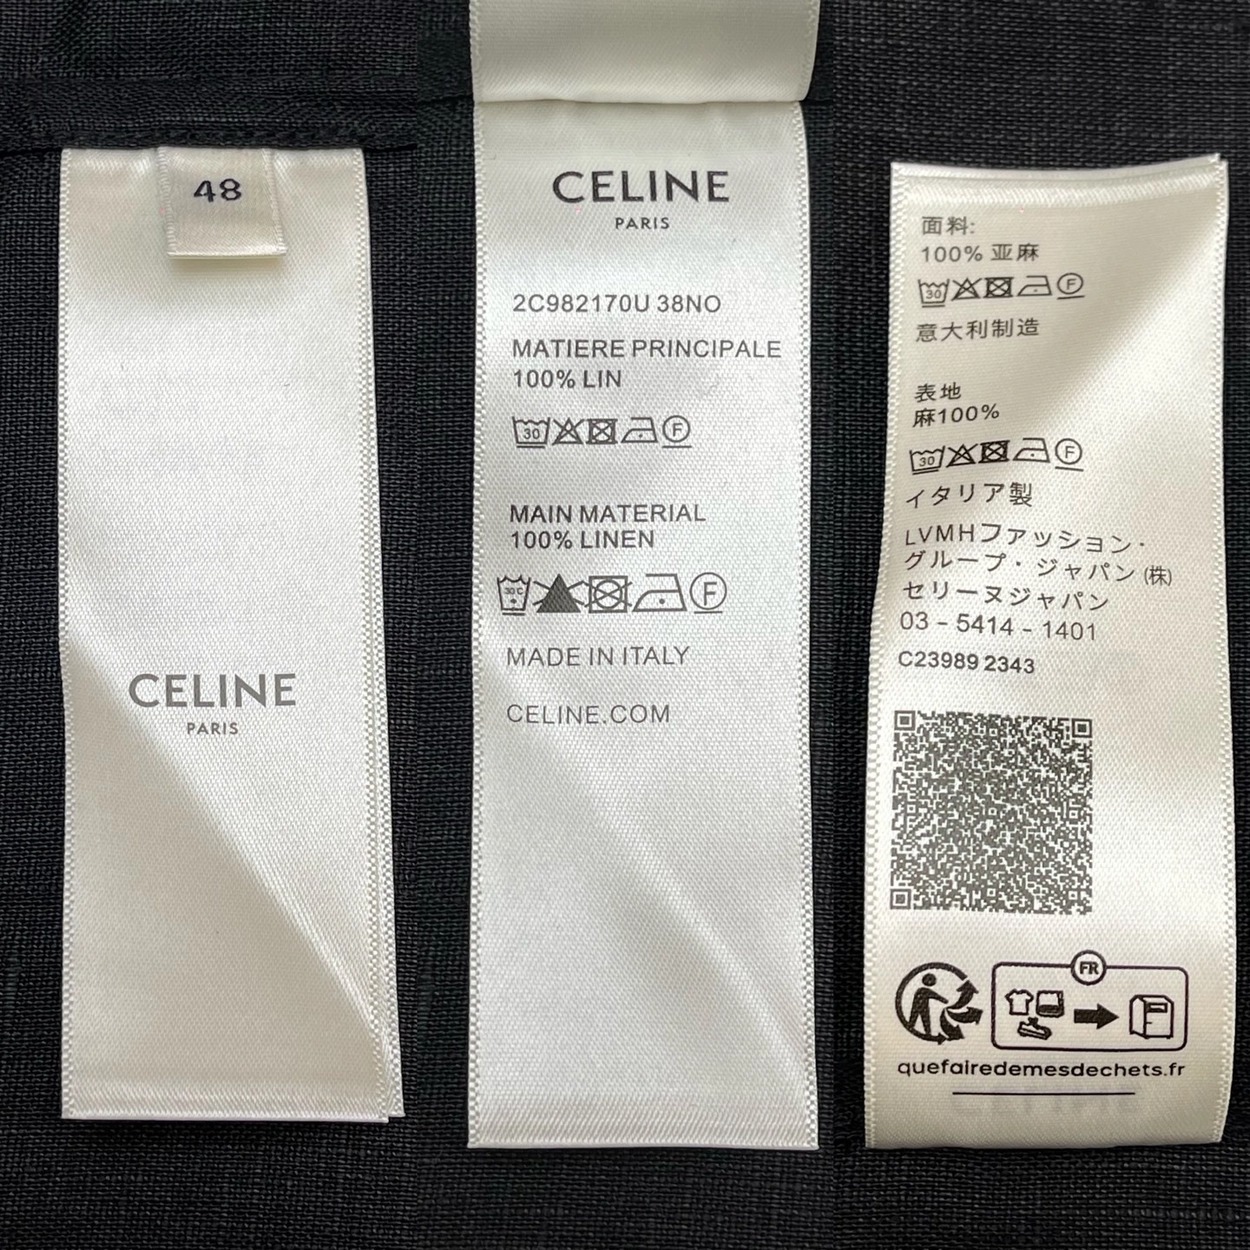 48
CELINE
PARIS
CELINE
PARIS
2C982170U 38NO
MATIERE PRINCIPALE
100% LIN
30 F
MAIN MATERIAL
100% LINEN
30°C F
MADE IN ITALY
CELINE.COM
面料:
100% 亚麻
30 F
意大利制造
表地
麻100%
30 F
イタリア製
LVMHファッション・
グループ・ジャパン (株)
セリーヌジャパン
03 - 5414 - 1401
C23989 2343
FR
quefairedemesdechets.fr